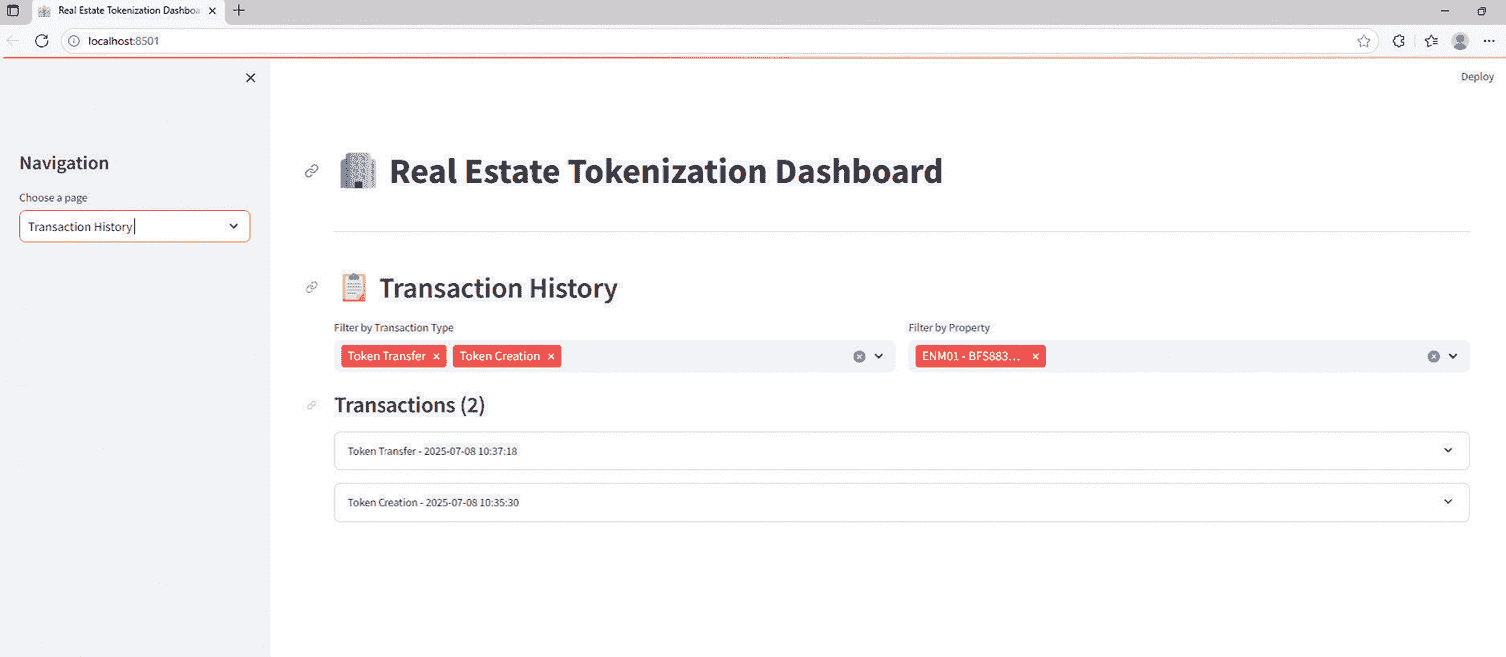 Real Estate Tokenization Dashboa
localhost:8501
Deploy
Navigation
Choose a page
Transaction History
Real Estate Tokenization Dashboard
Transaction History
Filter by Transaction Type
Filter by Property
Token Transfer × Token Creation ×
ENM01 - BFS883... ×
Transactions (2)
Token Transfer - 2025-07-08 10:37:18
Token Creation - 2025-07-08 10:35:30